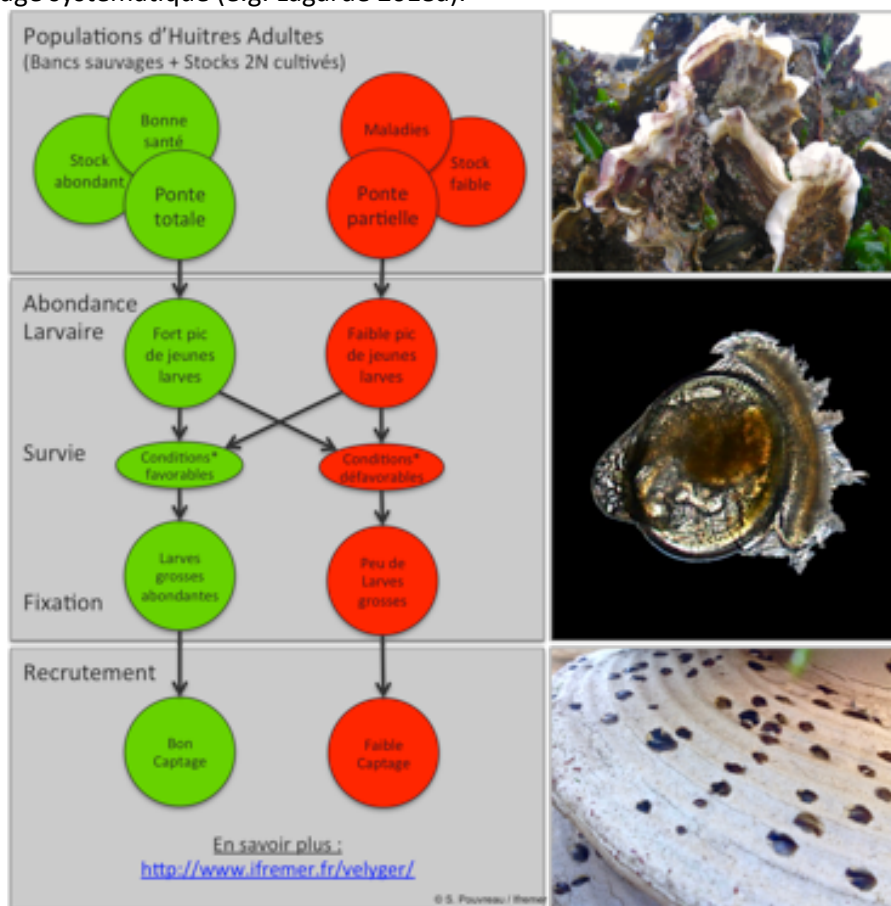 Populations d'Huitres Adultes
(Bancs sauvages + Stocks 2N cultivés)
Bonne
santé
Stock
abondant
Ponte
totale
Maladies
Stock
faible
Ponte
partielle
Abondance
Larvaire
Fort pic
de jeunes
larves
Faible pic
de jeunes
larves
Survie
Conditions*
favorables
Conditions*
défavorables
Larves
grosses
abondantes
Peu de
Larves
grosses
Fixation
Recrutement
Bon
Captage
Faible
Captage
En savoir plus :
http://www.ifremer.fr/velyger/
© S. Pouvreau / Ifremer